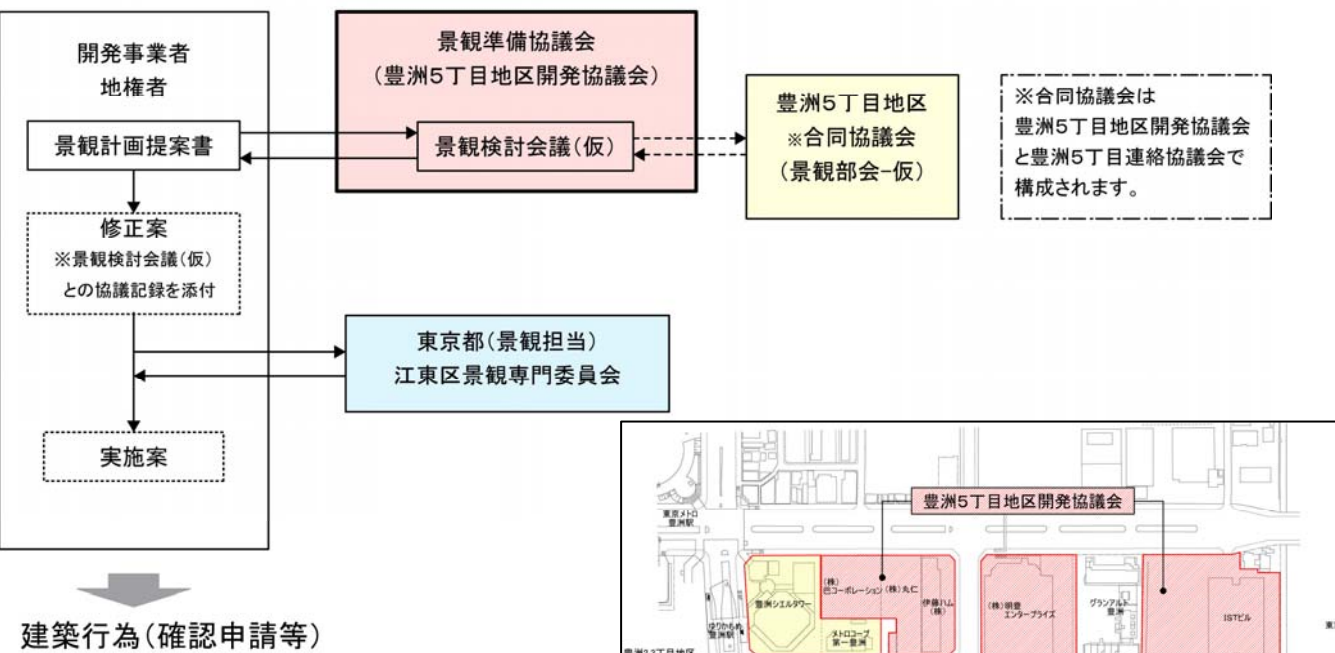 開発事業者
地権者
景観計画提案書
修正案
※景観検討会議(仮)
との協議記録を添付
実施案
景観準備協議会
(豊洲5丁目地区開発協議会)
景観検討会議(仮)
豊洲5丁目地区
※合同協議会
(景観部会-仮)
※合同協議会は
豊洲5丁目地区開発協議会
と豊洲5丁目連絡協議会で
構成されます。
東京都(景観担当)
江東区景観専門委員会
建築行為(確認申請等)
豊洲5丁目地区開発協議会
東京メトロ
豊洲駅
豊洲シエルタワー
(株)
巴コーポレーション
(株)丸仁
伊藤ハム
(株)
(株)明豊
エンタープライズ
グランアルト
豊洲
ISTビル
ゆりかもめ
豊洲駅
メトロコープ
第一豊洲